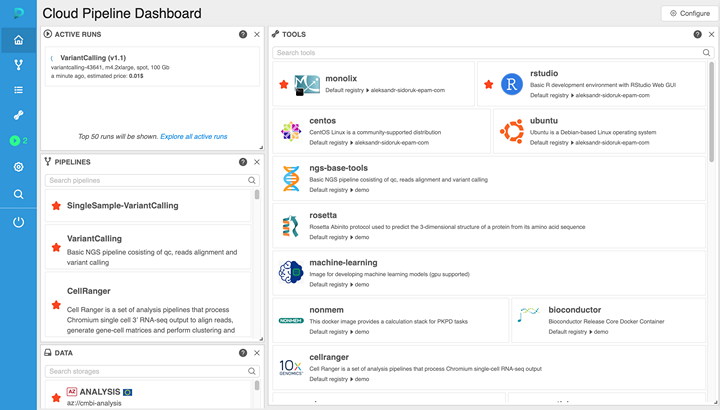 Cloud Pipeline Dashboard
Configure
ACTIVE RUNS
VariantCalling (v1.1)
variantcalling-43641, m4.2xlarge, spot, 100 Gb
a minute ago, estimated price: 0.01$
Top 50 runs will be shown. Explore all active runs
2
PIPELINES
Search pipelines
SingleSample-VariantCalling
VariantCalling
Basic NGS pipeline cosisting of qc, reads alignment and
variant calling
CellRanger
Cell Ranger is a set of analysis pipelines that process
Chromium single cell 3' RNA-seq output to align reads,
generate gene-cell matrices and perform clustering and
DATA
Search storages
AZ ANALYSIS
az://cmbi-analysis
TOOLS
Search tools
monolix
Default registry ▸ aleksandr-sidoruk-epam-com
rstudio
Basic R development environment with RStudio Web GUI
Default registry ▸ aleksandr-sidoruk-epam-com
centos
CentOS Linux is a community-supported distribution
Default registry ▸ aleksandr-sidoruk-epam-com
ubuntu
Ubuntu is a Debian-based Linux operating system
Default registry ▸ aleksandr-sidoruk-epam-com
ngs-base-tools
Basic NGS pipeline cosisting of qc, reads alignment and variant calling
Default registry ▸ demo
rosetta
Rosetta Abinito protocol used to predict the 3-dimensional structure of a protein from its amino acid sequence
Default registry ▸ demo
machine-learning
Image for developing machine learning models (gpu supported)
Default registry ▸ demo
NONMEM
nonmem
This docker image provides a calculation stack for PKPD tasks
Default registry ▸ demo
bioconductor
Bioconductor Release Core Docker Container
Default registry ▸ demo
10x
GENOMICS
cellranger
Cell Ranger is a set of analysis pipelines that process Chromium single-cell RNA-seq output
Default registry ▸ demo